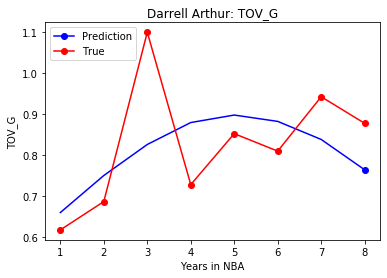 Darrell Arthur: TOV_G
Prediction
True
1.1
1.0
0.9
0.8
0.7
0.6
TOV_G
1 2 3 4 5 6 7 8
Years in NBA